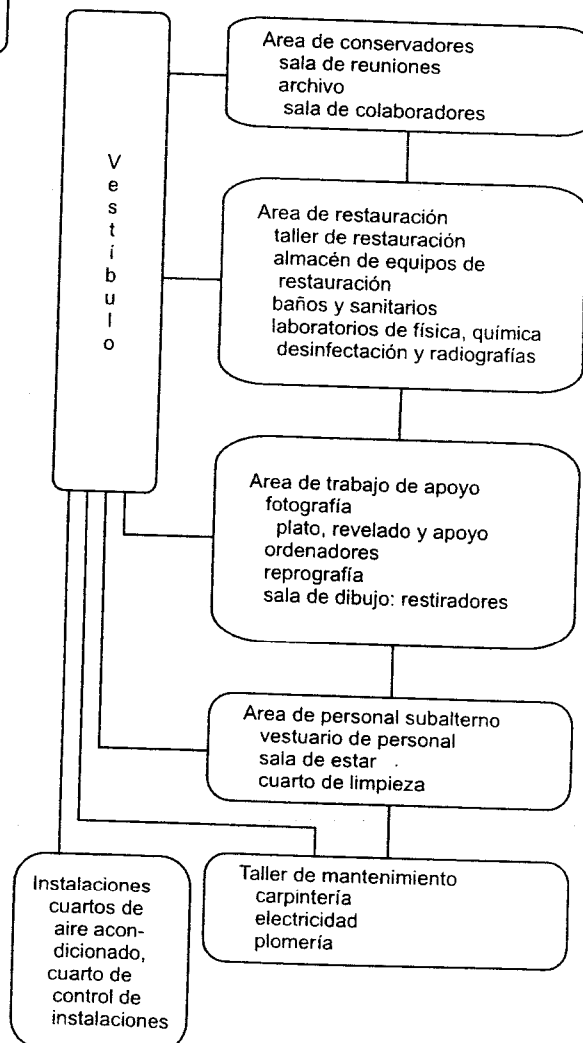 Vestíbulo
Area de conservadores
sala de reuniones
archivo
sala de colaboradores
Area de restauración
taller de restauración
almacén de equipos de
restauración
baños y sanitarios
laboratorios de física, química
desinfectación y radiografías
Area de trabajo de apoyo
fotografía
plato, revelado y apoyo
ordenadores
reprografía
sala de dibujo: restiradores
Area de personal subalterno
vestuario de personal
sala de estar
cuarto de limpieza
Instalaciones
cuartos de
aire acon-
dicionado,
cuarto de
control de
instalaciones
Taller de mantenimiento
carpintería
electricidad
plomería